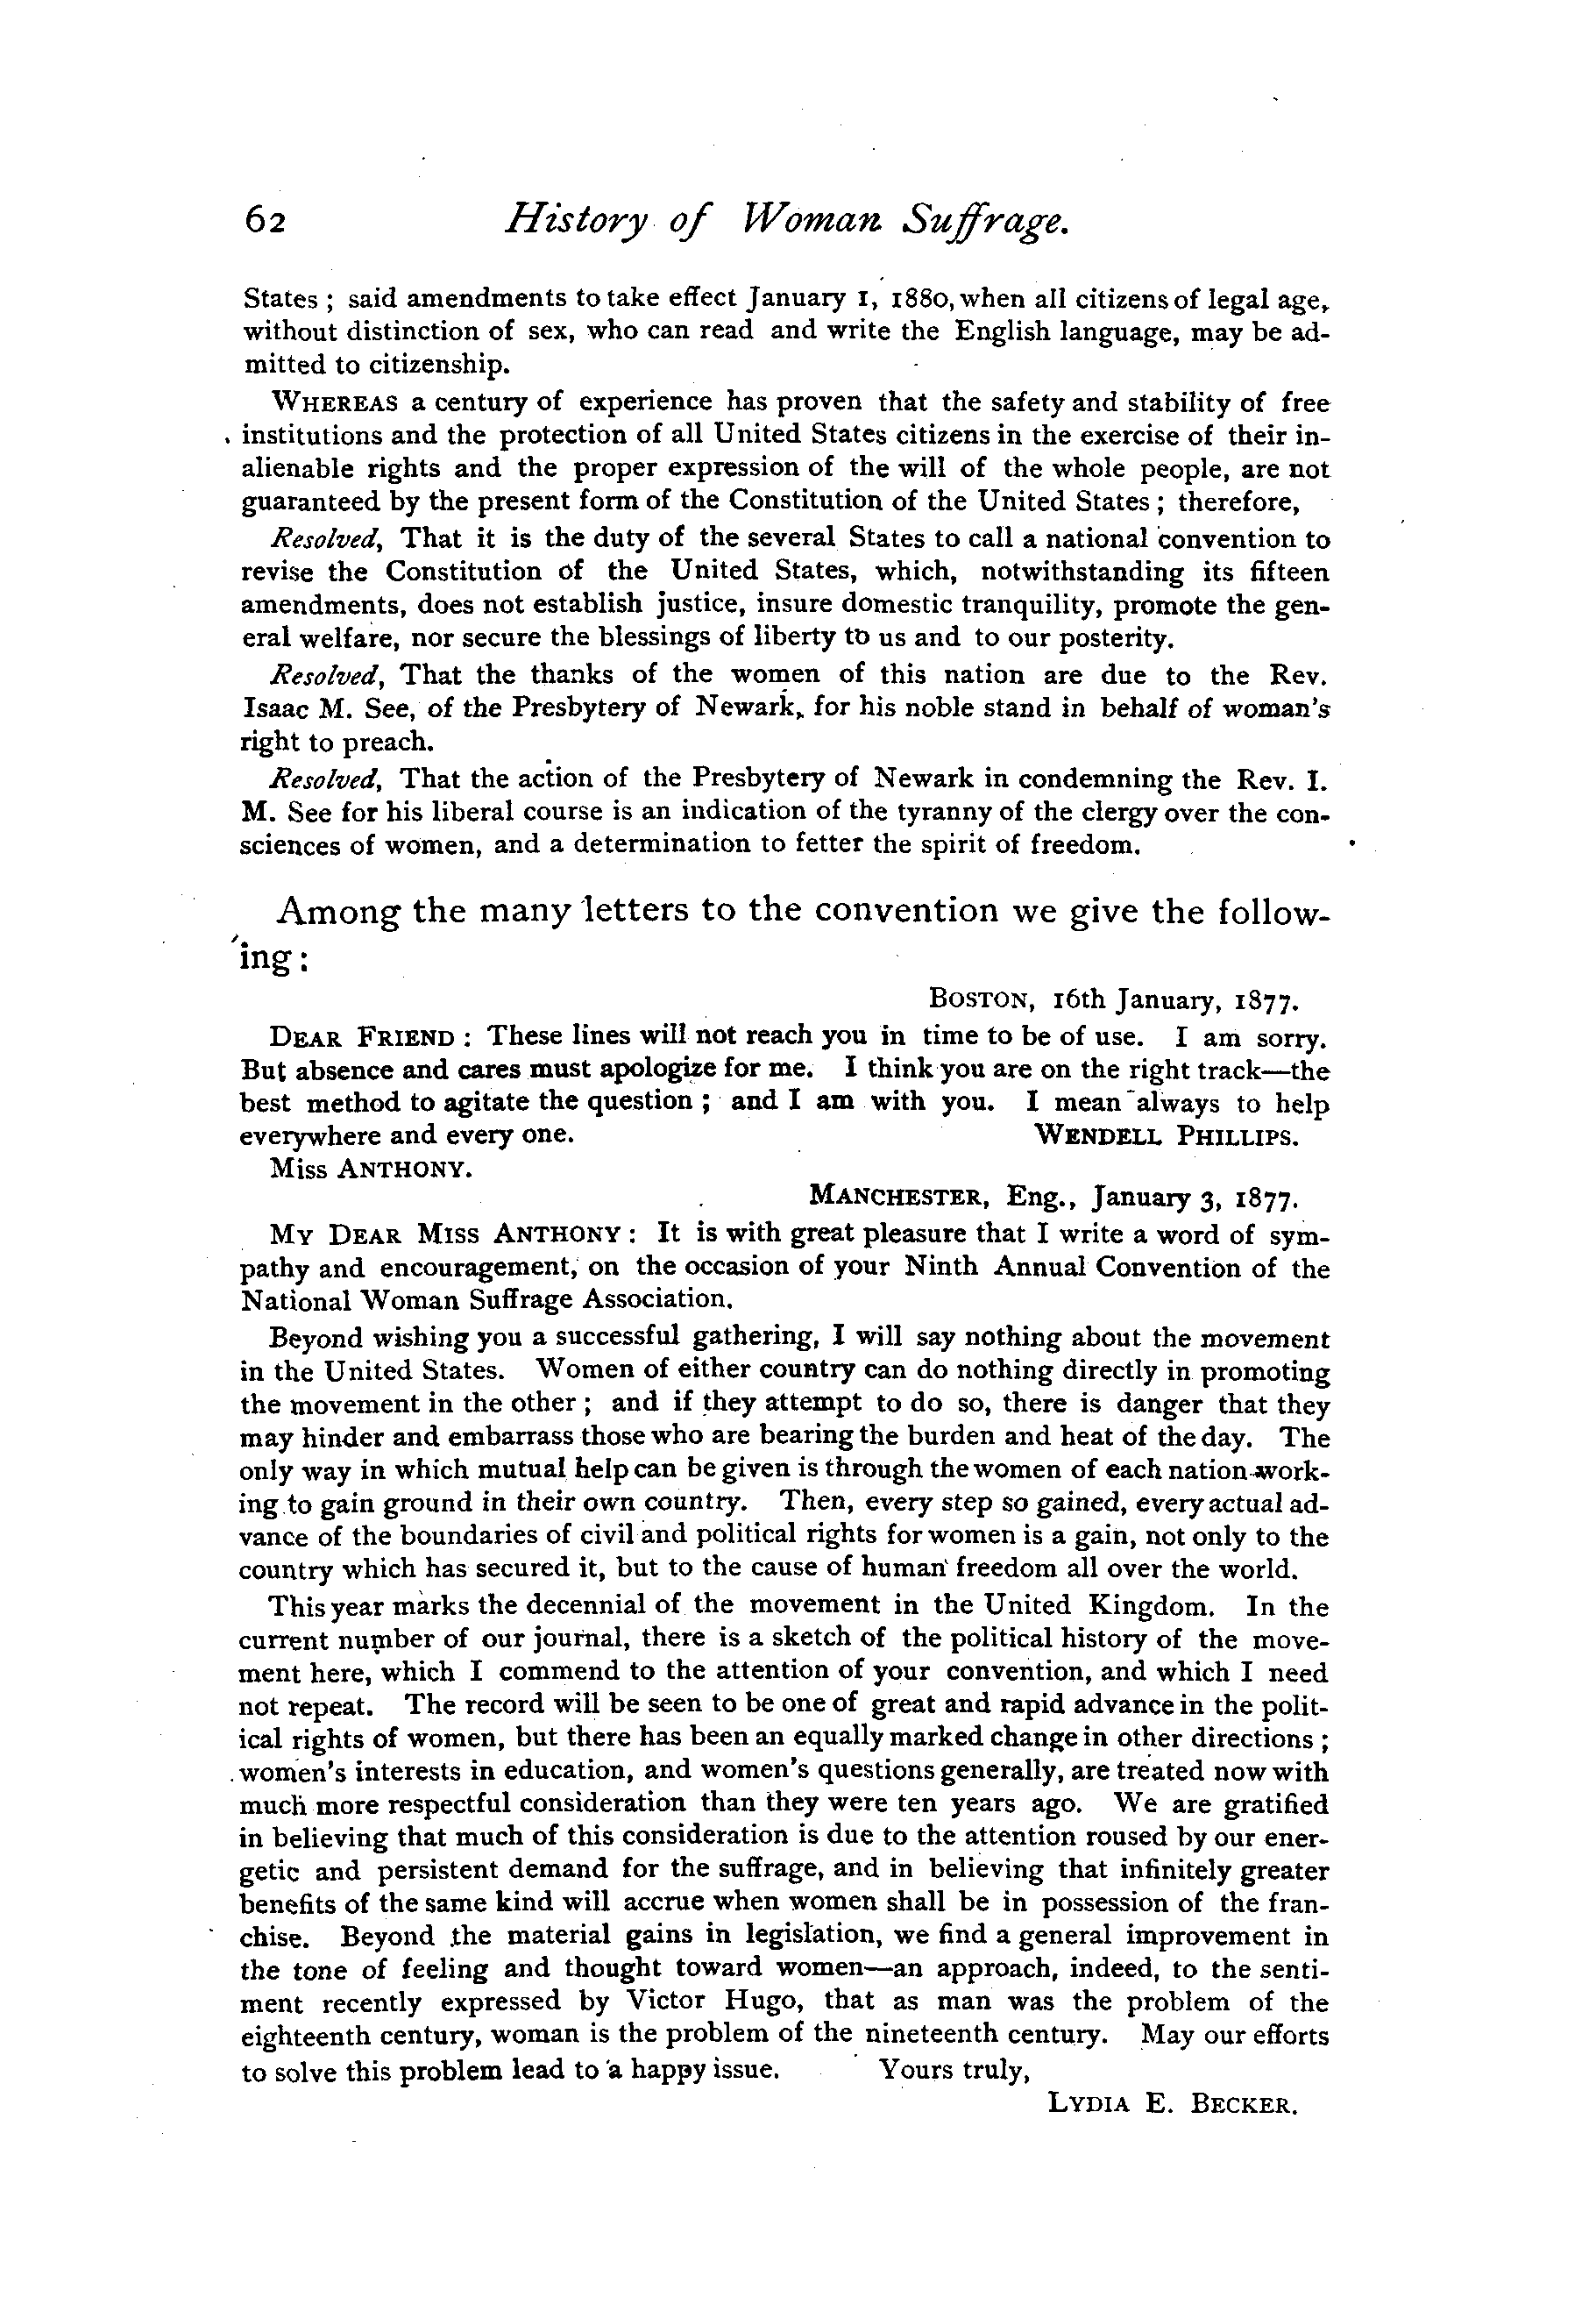 62 History of Woman Suffrage.
States ; said amendments to take effect January 1, 1880, when all citizens of legal age,
without distinction of sex, who can read and write the English language, may be ad-
mitted to citizenship.
WHEREAS a century of experience has proven that the safety and stability of free
institutions and the protection of all United States citizens in the exercise of their in-
alienable rights and the proper expression of the will of the whole people, are not
guaranteed by the present form of the Constitution of the United States ; therefore,
Resolved, That it is the duty of the several States to call a national convention to
revise the Constitution of the United States, which, notwithstanding its fifteen
amendments, does not establish justice, insure domestic tranquility, promote the gen-
eral welfare, nor secure the blessings of liberty to us and to our posterity.
Resolved, That the thanks of the women of this nation are due to the Rev.
Isaac M. See, of the Presbytery of Newark, for his noble stand in behalf of woman's
right to preach.
Resolved, That the action of the Presbytery of Newark in condemning the Rev. I.
M. See for his liberal course is an indication of the tyranny of the clergy over the con-
sciences of women, and a determination to fetter the spirit of freedom.
Among the many letters to the convention we give the follow-
ing :
BOSTON, 16th January, 1877.
DEAR FRIEND : These lines will not reach you in time to be of use. I am sorry.
But absence and cares must apologize for me. I think you are on the right track—the
best method to agitate the question ; and I am with you. I mean always to help
everywhere and every one. WENDELL PHILLIPS.
Miss ANTHONY.
MANCHESTER, Eng., January 3, 1877.
MY DEAR MISS ANTHONY : It is with great pleasure that I write a word of sym-
pathy and encouragement, on the occasion of your Ninth Annual Convention of the
National Woman Suffrage Association.
Beyond wishing you a successful gathering, I will say nothing about the movement
in the United States. Women of either country can do nothing directly in promoting
the movement in the other ; and if they attempt to do so, there is danger that they
may hinder and embarrass those who are bearing the burden and heat of the day. The
only way in which mutual help can be given is through the women of each nation work-
ing to gain ground in their own country. Then, every step so gained, every actual ad-
vance of the boundaries of civil and political rights for women is a gain, not only to the
country which has secured it, but to the cause of human freedom all over the world.
This year marks the decennial of the movement in the United Kingdom. In the
current number of our journal, there is a sketch of the political history of the move-
ment here, which I commend to the attention of your convention, and which I need
not repeat. The record will be seen to be one of great and rapid advance in the polit-
ical rights of women, but there has been an equally marked change in other directions ;
women's interests in education, and women's questions generally, are treated now with
much more respectful consideration than they were ten years ago. We are gratified
in believing that much of this consideration is due to the attention roused by our ener-
getic and persistent demand for the suffrage, and in believing that infinitely greater
benefits of the same kind will accrue when women shall be in possession of the fran-
chise. Beyond the material gains in legislation, we find a general improvement in
the tone of feeling and thought toward women—an approach, indeed, to the senti-
ment recently expressed by Victor Hugo, that as man was the problem of the
eighteenth century, woman is the problem of the nineteenth century. May our efforts
to solve this problem lead to a happy issue. Yours truly,
LYDIA E. BECKER.